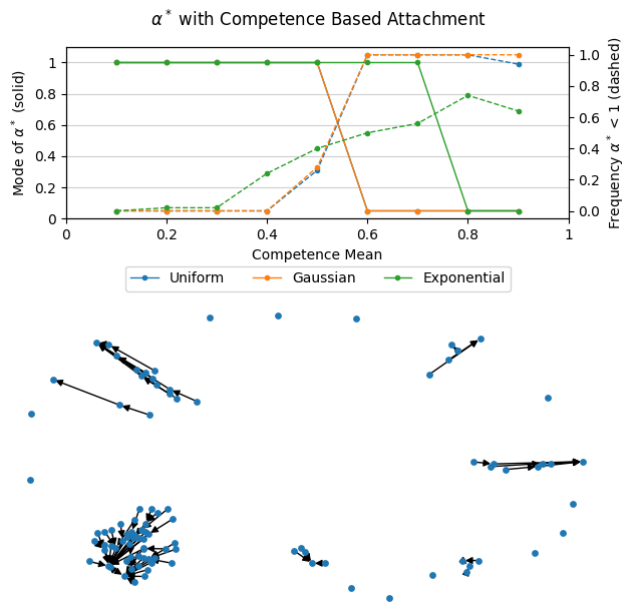 α* with Competence Based Attachment
Mode of α* (solid)
1
0.8
0.6
0.4
0.2
0
1.0
0.8
0.6
0.4
0.2
0.0
Frequency α* < 1 (dashed)
0 0.2 0.4 0.6 0.8 1
Competence Mean
Uniform Gaussian Exponential